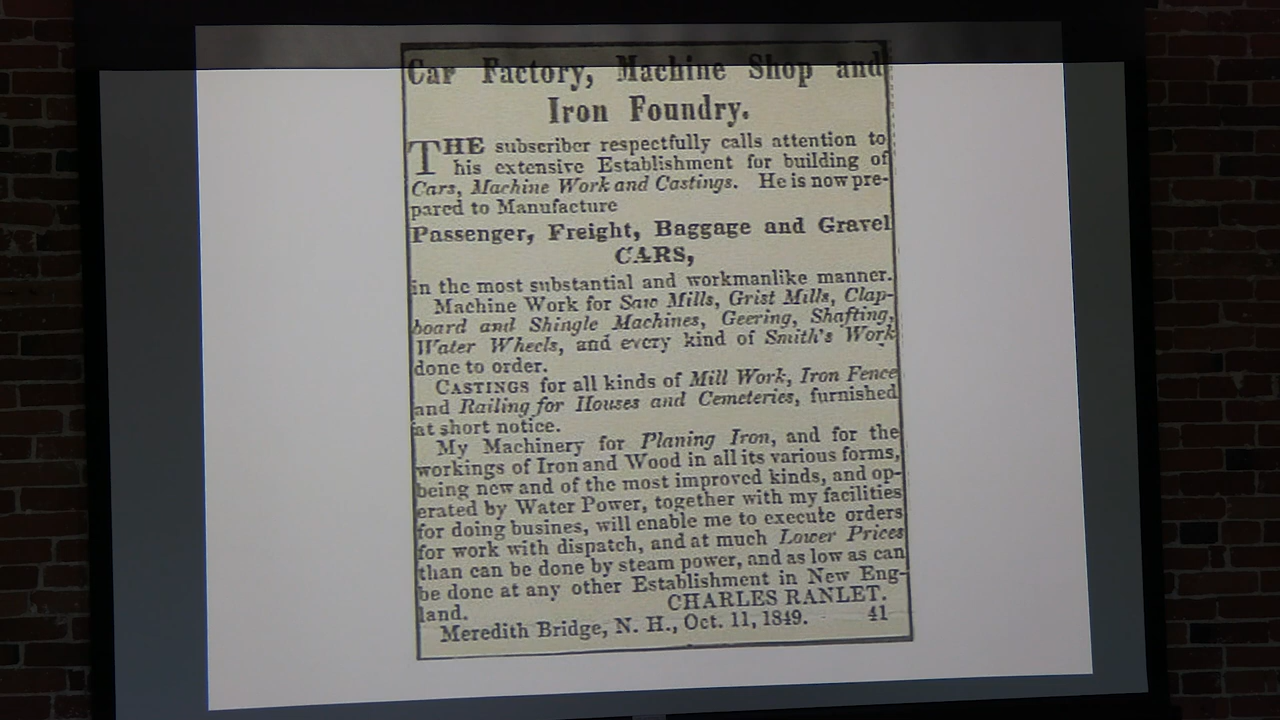 Car Factory, Machine Shop and
Iron Foundry.
THE subscriber respectfully calls attention to
his extensive Establishment for building of
Cars, Machine Work and Castings. He is now pre-
pared to Manufacture
Passenger, Freight, Baggage and Gravel
CARS,
in the most substantial and workmanlike manner.
Machine Work for Saw Mills, Grist Mills, Clap-
board and Shingle Machines, Geering, Shafting,
Water Wheels, and every kind of Smith's Work
done to order.
CASTINGS for all kinds of Mill Work, Iron Fence
and Railing for Houses and Cemeteries, furnished
at short notice.
My Machinery for Planing Iron, and for the
workings of Iron and Wood in all its various forms,
being new and of the most improved kinds, and op-
erated by Water Power, together with my facilities
for doing busines, will enable me to execute orders
for work with dispatch, and at much Lower Prices
than can be done by steam power, and as low as can
be done at any other Establishment in New Eng-
land. CHARLES RANLET.
Meredith Bridge, N. H., Oct. 11, 1849. 41